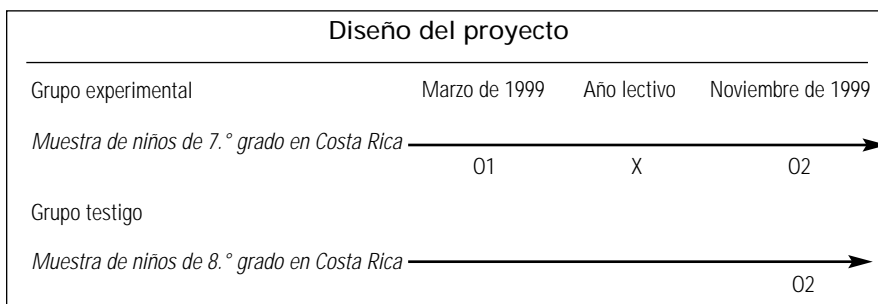 Diseño del proyecto
Grupo experimental Marzo de 1999 Año lectivo Noviembre de 1999
Muestra de niños de 7.° grado en Costa Rica
O1 X O2
Grupo testigo
Muestra de niños de 8.° grado en Costa Rica
O2